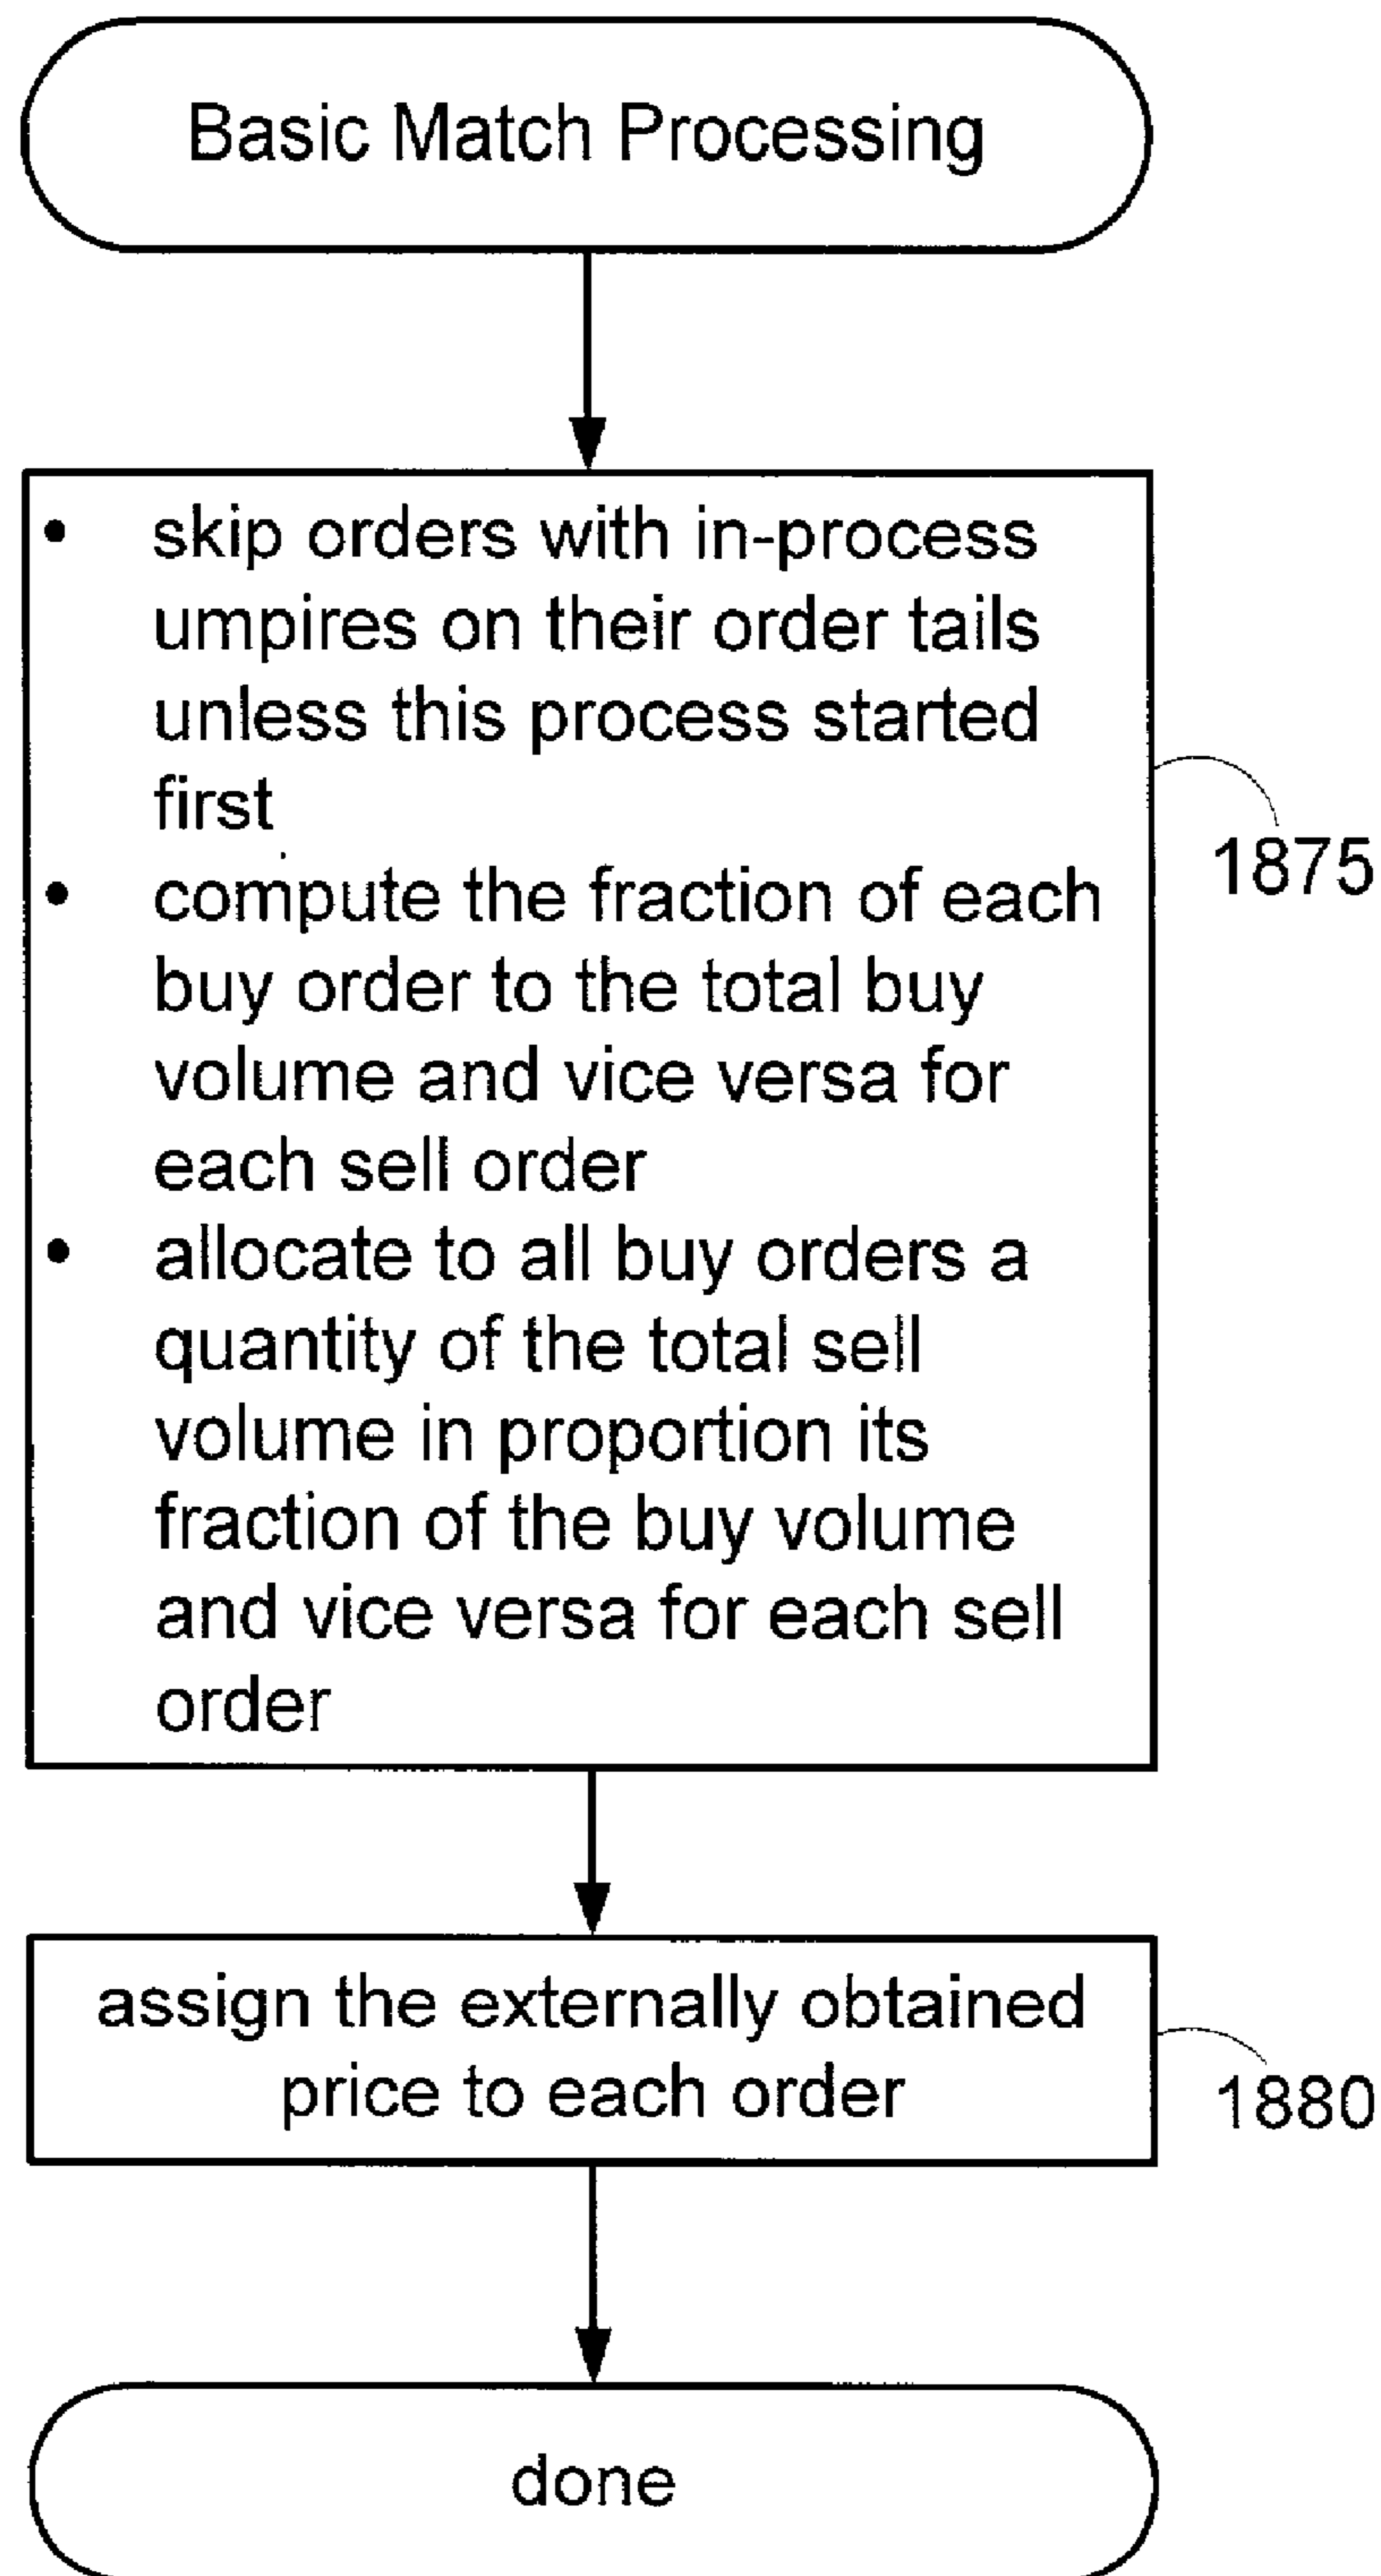 Basic Match Processing
• skip orders with in-process
umpires on their order tails
unless this process started
first
• compute the fraction of each
buy order to the total buy
volume and vice versa for
each sell order
• allocate to all buy orders a
quantity of the total sell
volume in proportion its
fraction of the buy volume
and vice versa for each sell
order
1875
assign the externally obtained
price to each order
1880
done